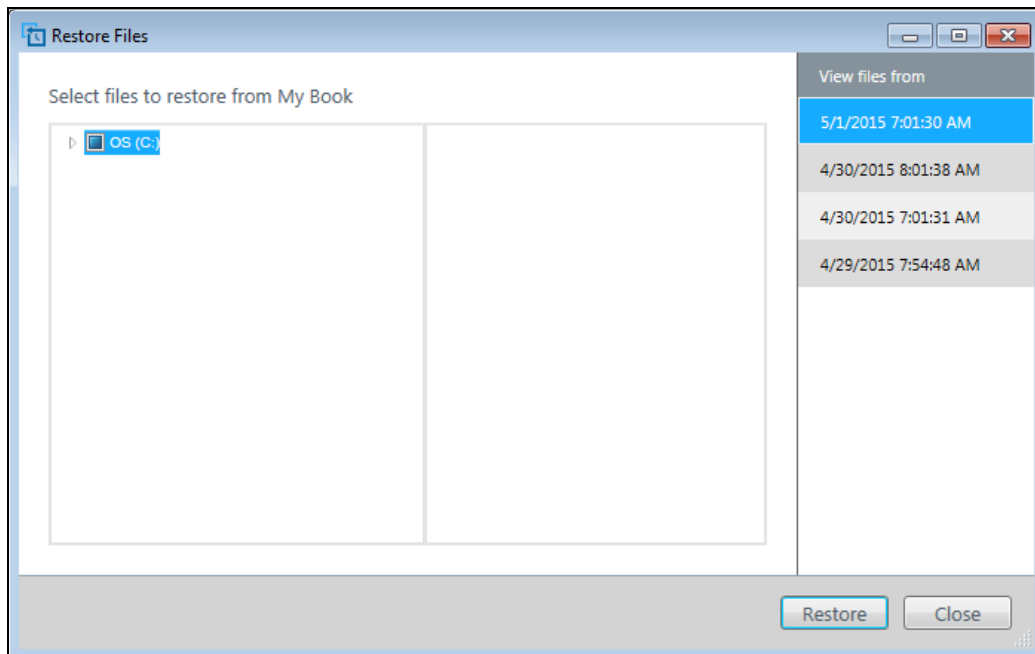 Restore Files
Select files to restore from My Book
OS (C:)
View files from
5/1/2015 7:01:30 AM
4/30/2015 8:01:38 AM
4/30/2015 7:01:31 AM
4/29/2015 7:54:48 AM
Restore
Close